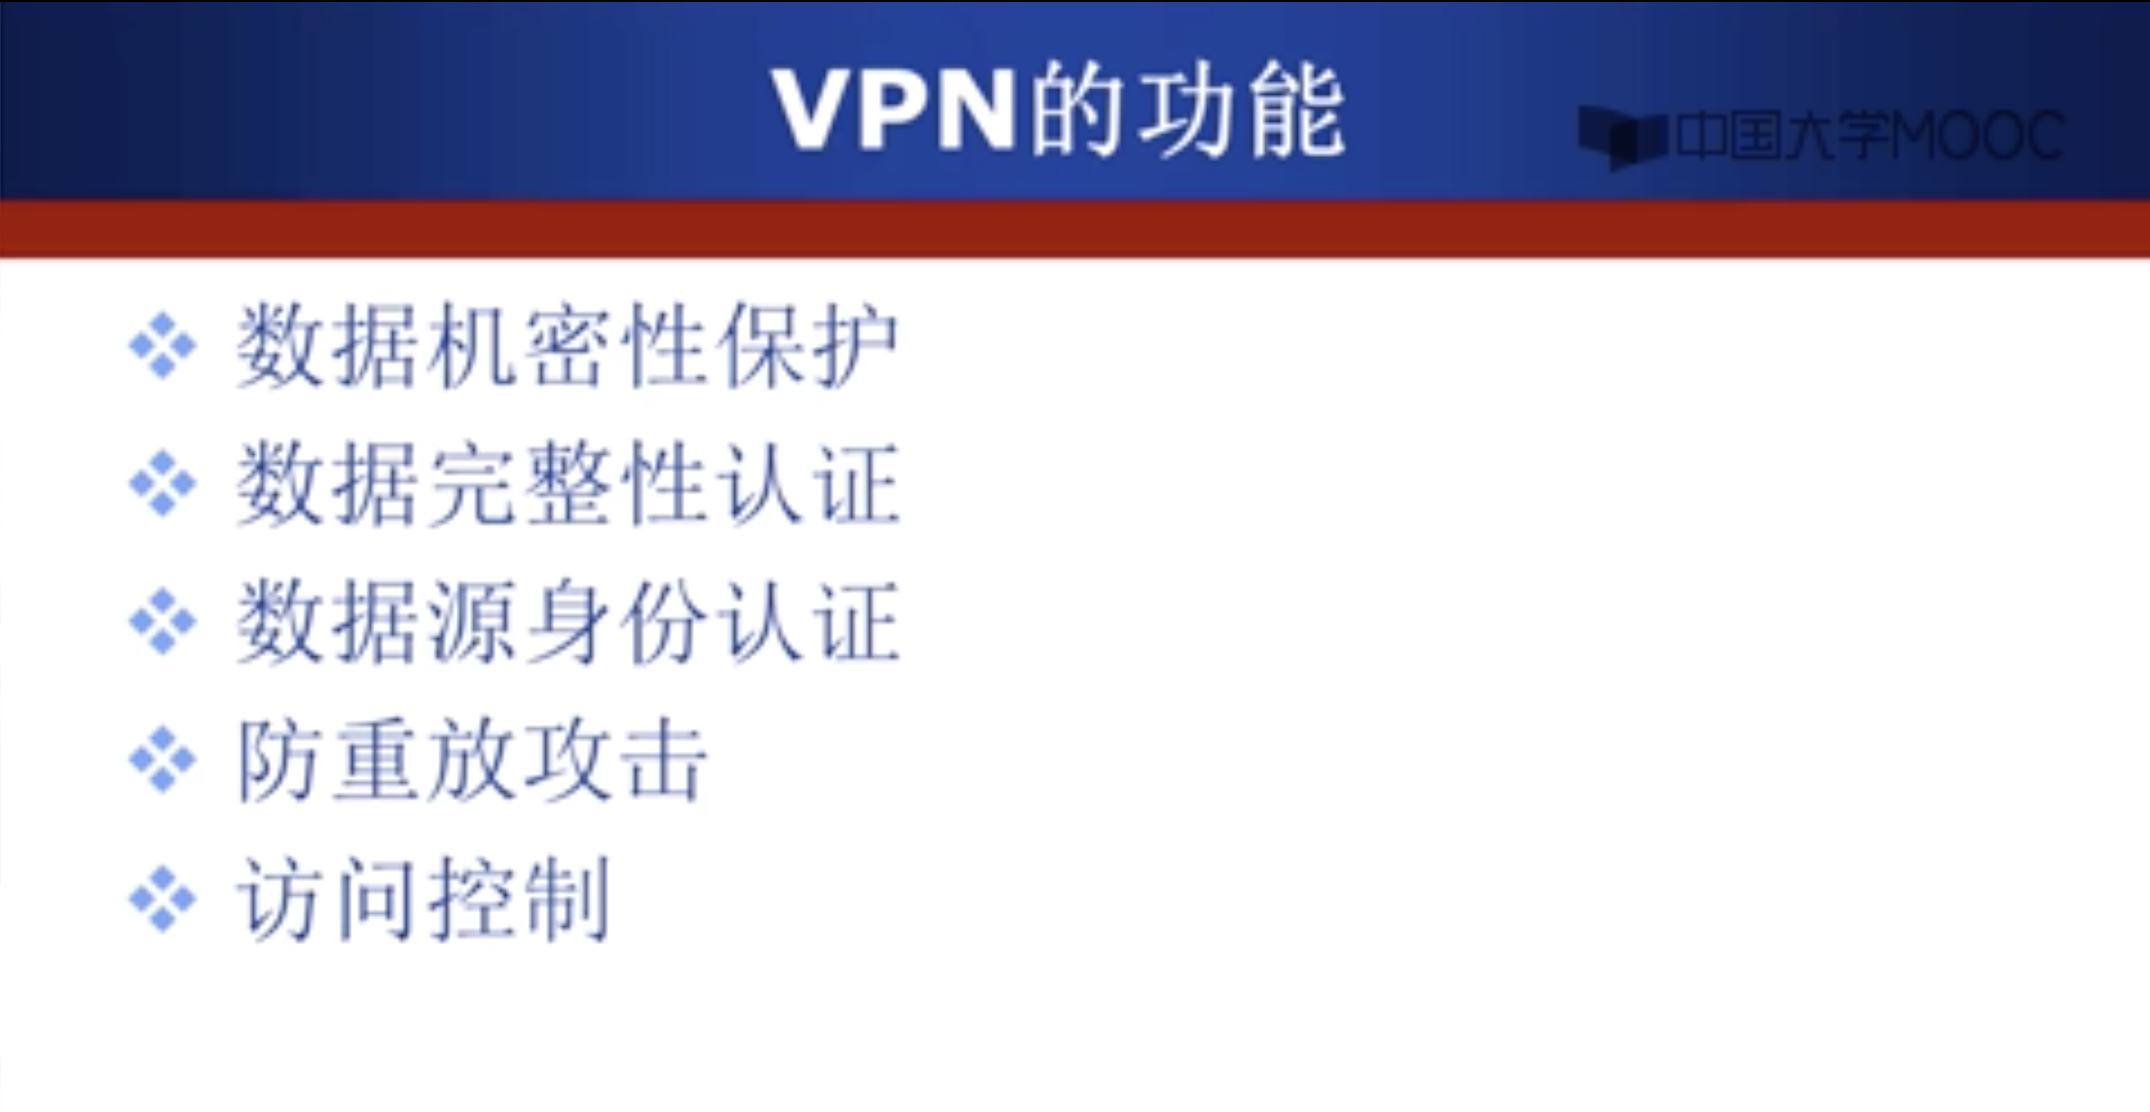 VPN的功能
中国大学MOOC
数据机密性保护
数据完整性认证
数据源身份认证
防重放攻击
访问控制